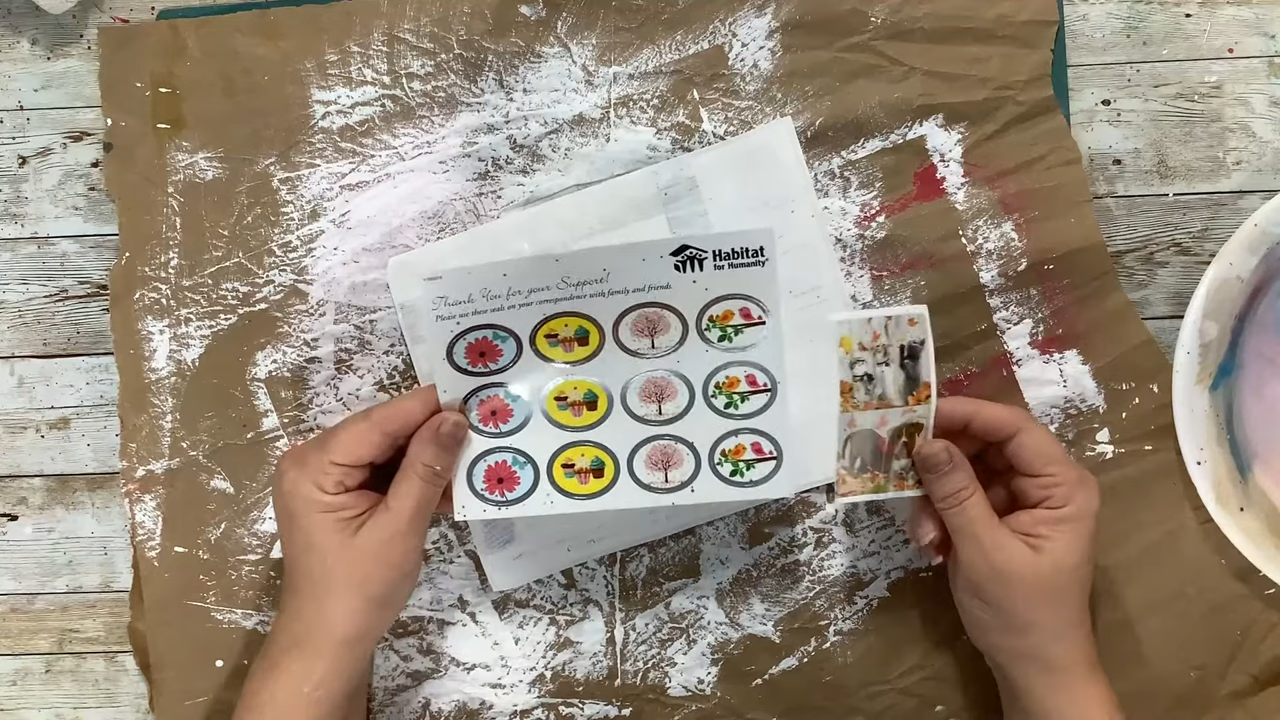 Habitat
for Humanity
Thank You for your Support!
Please use these seals on your correspondence with family and friends